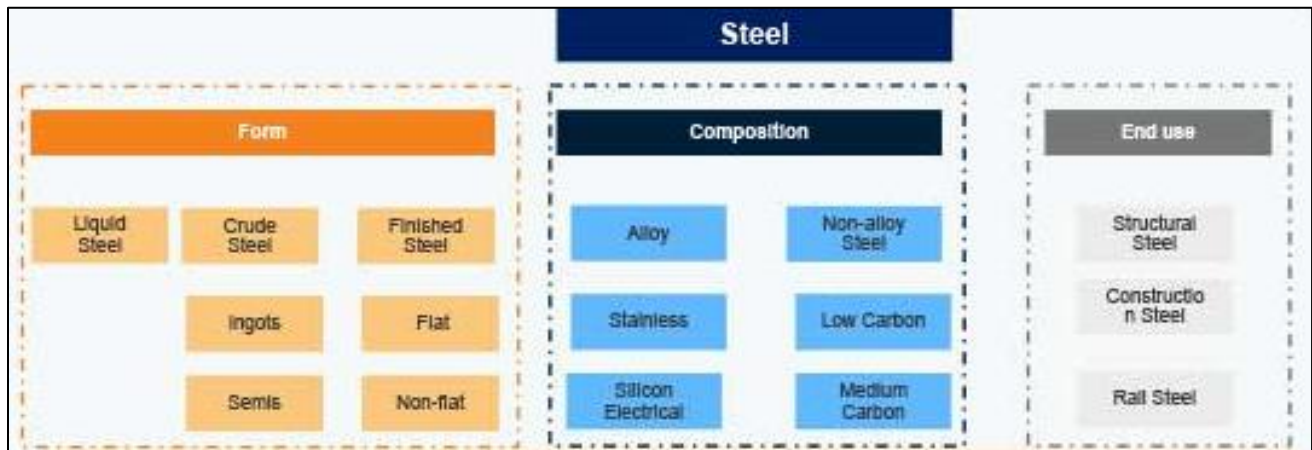 Steel
Form
Composition
End use
Liquid
Steel
Crude
Steel
Finished
Steel
Alloy
Non-alloy
Steel
Structural
Steel
Ingots
Flat
Stainless
Low Carbon
Constructio
n Steel
Semis
Non-flat
Silicon
Electrical
Medium
Carbon
Rail Steel